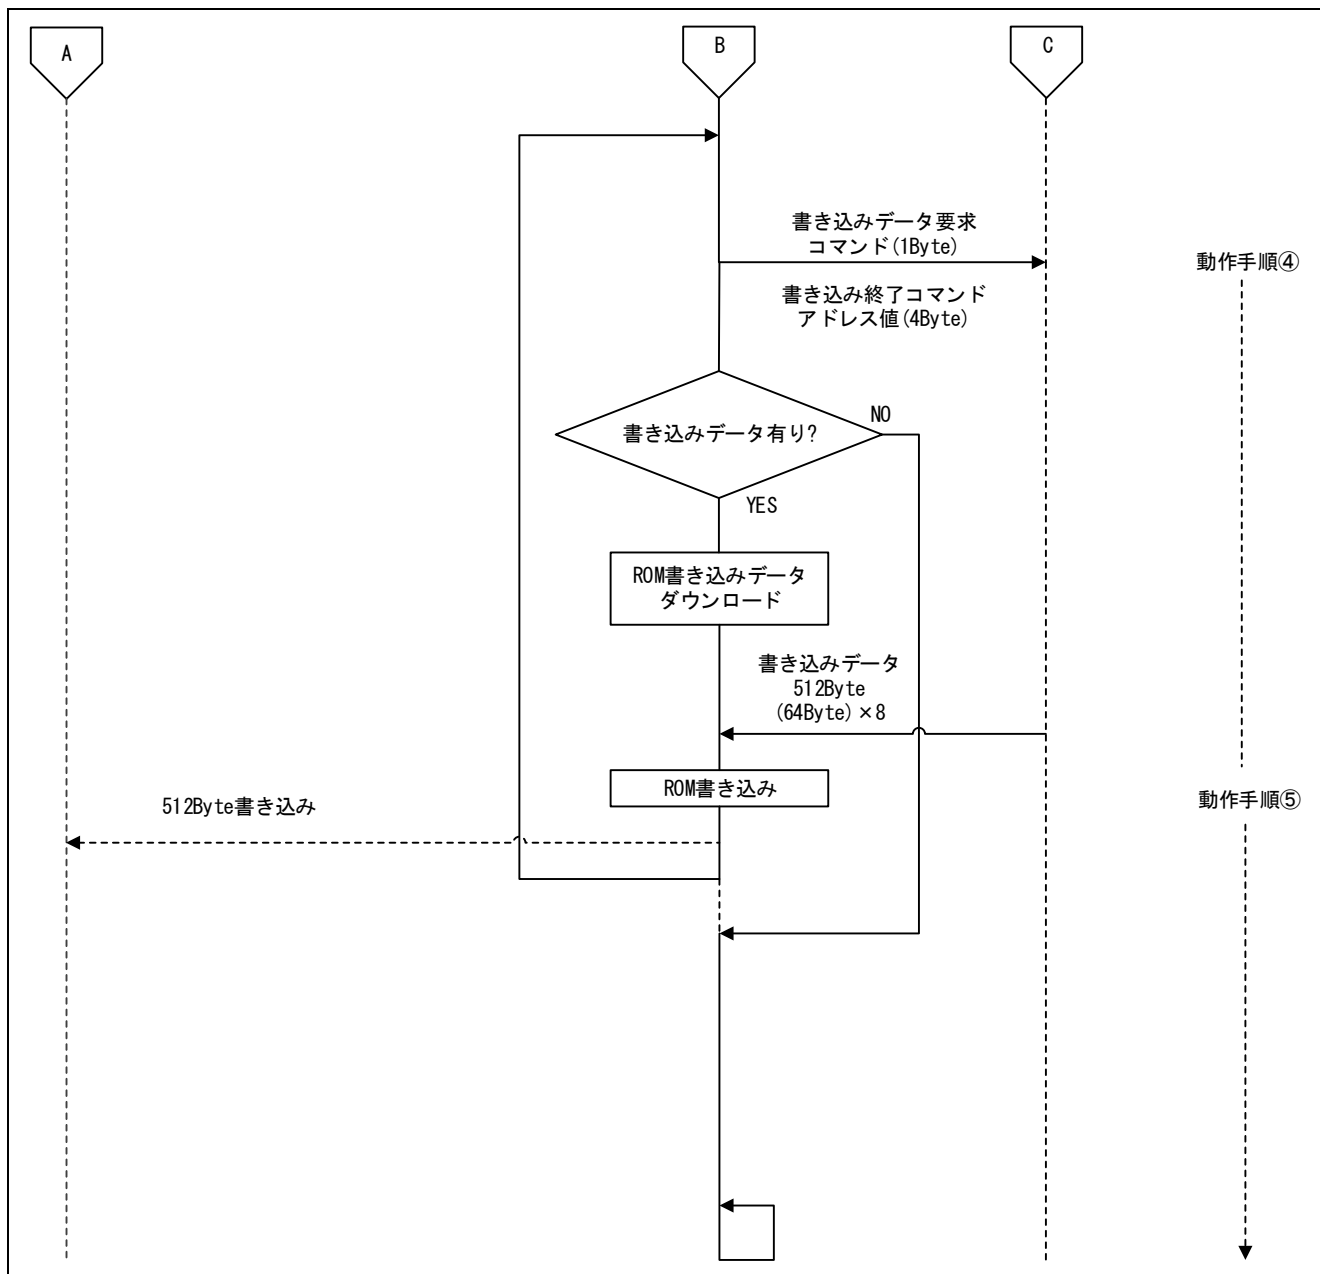 A
B
C
書き込みデータ要求
コマンド(1Byte)
動作手順④
書き込み終了コマンド
アドレス値(4Byte)
NO
書き込みデータ有り?
YES
ROM書き込みデータ
ダウンロード
書き込みデータ
512Byte
(64Byte)×8
ROM書き込み
512Byte書き込み
動作手順⑤